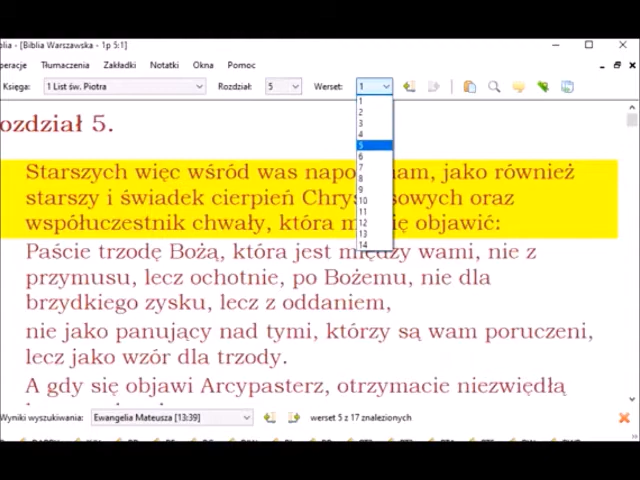 blia - [Biblia Warszawska - 1p 5:1]
peracje Tłumaczenia Zakładki Notatki Okna Pomoc
Księga: 1 List św. Piotra Rozdział: 5 Werset: 1
1
2
3
4
5
6
7
8
9
10
11
12
13
14
ozdział 5.
Starszych więc wśród was napo nam, jako również
starszy i świadek cierpień Chrys sowych oraz
współuczestnik chwały, która m ię objawić:
Paście trzodę Bożą, która jest między wami, nie z
przymusu, lecz ochotnie, po Bożemu, nie dla
brzydkiego zysku, lecz z oddaniem,
nie jako panujący nad tymi, którzy są wam poruczeni,
lecz jako wzór dla trzody.
A gdy się objawi Arcypasterz, otrzymacie niezwiędłą
Wyniki wyszukiwania: Ewangelia Mateusza [13:39] werset 5 z 17 znalezionych